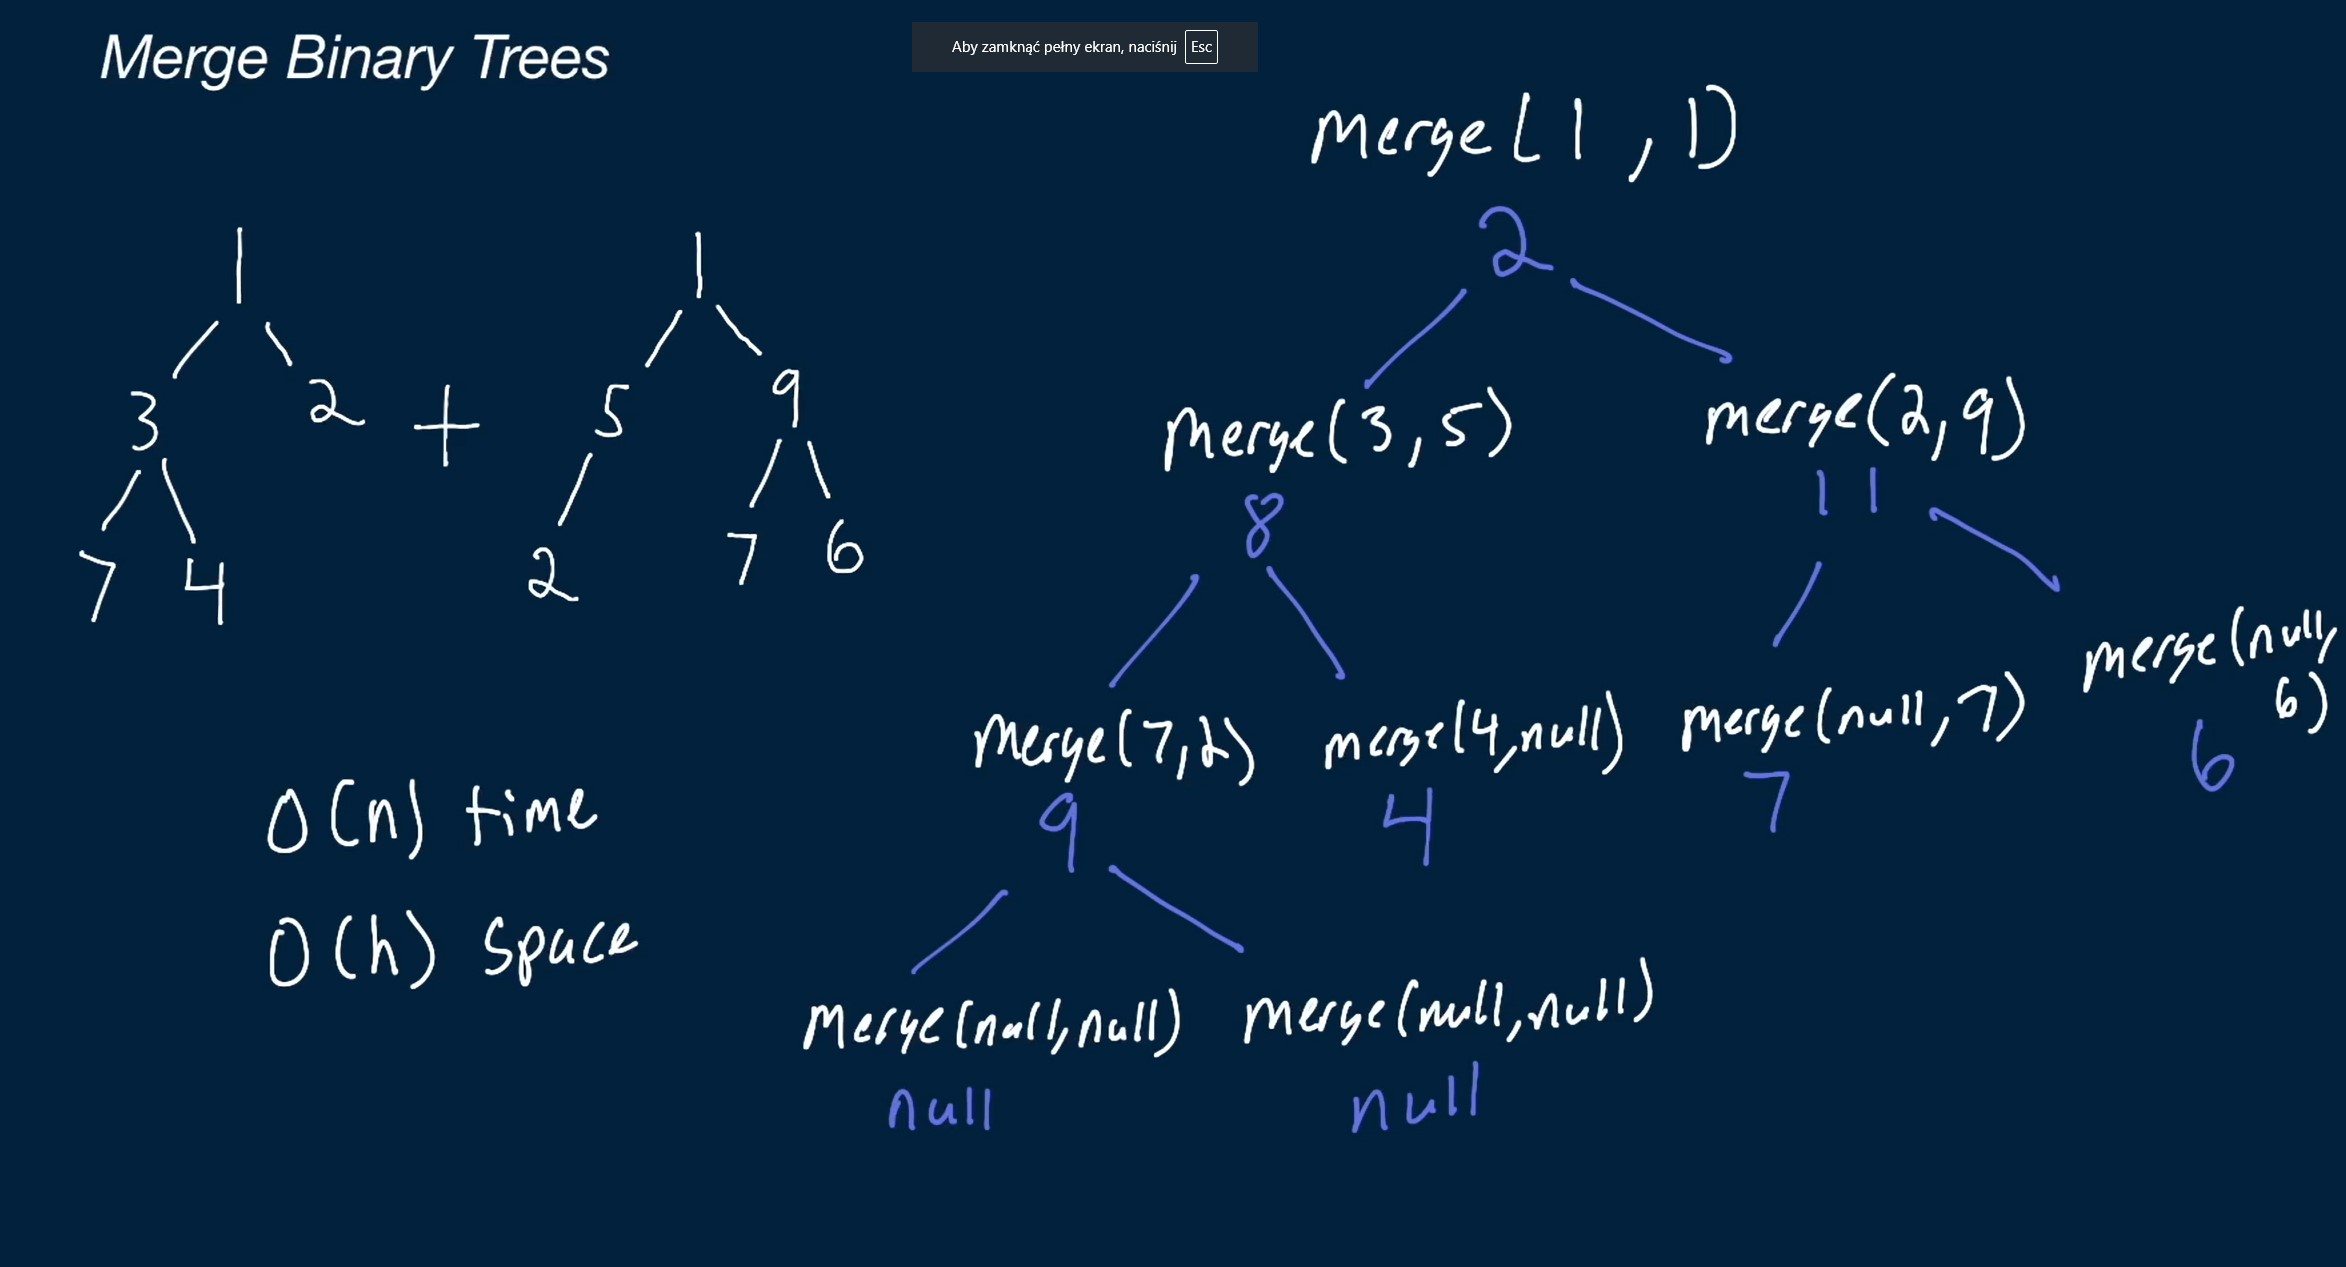 Merge Binary Trees
Aby zamknąć pełny ekran, naciśnij Esc
merge(1, 1)
2
1
1
3
2
+
5
9
7
4
2
7
6
merge(3,5)
merge(2,9)
8
11
merge(7,2)
merge(4,null)
merge(null,7)
merge(null,
6)
9
4
7
6
O(n) time
O(h) space
merge(null,null)
merge(null,null)
null
null